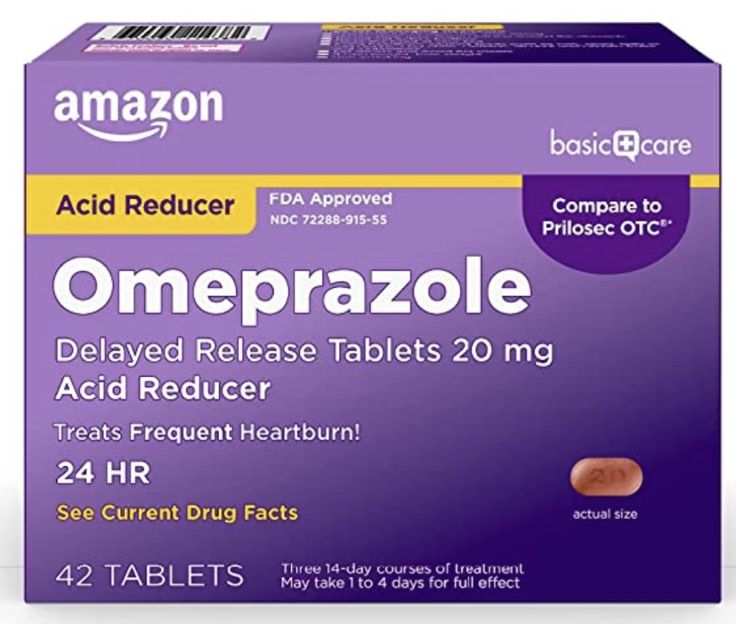 Acid Reducer
amazon
basic care
Acid Reducer
FDA Approved
NDC 72288-915-55
Compare to
Prilosec OTC®*
Omeprazole
Delayed Release Tablets 20 mg
Acid Reducer
Treats Frequent Heartburn!
24 HR
20
See Current Drug Facts
actual size
42 TABLETS
Three 14-day courses of treatment
May take 1 to 4 days for full effect